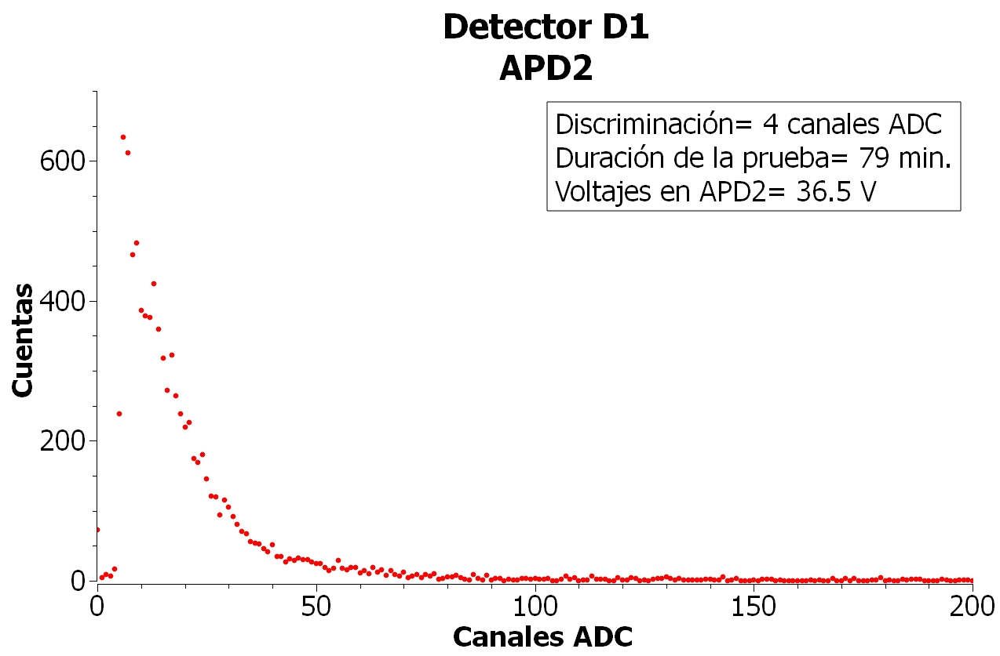 Detector D1
APD2
Discriminación= 4 canales ADC
Duración de la prueba= 79 min.
Voltajes en APD2= 36.5 V
600
400
200
0
Cuentas
0 50 100 150 200
Canales ADC